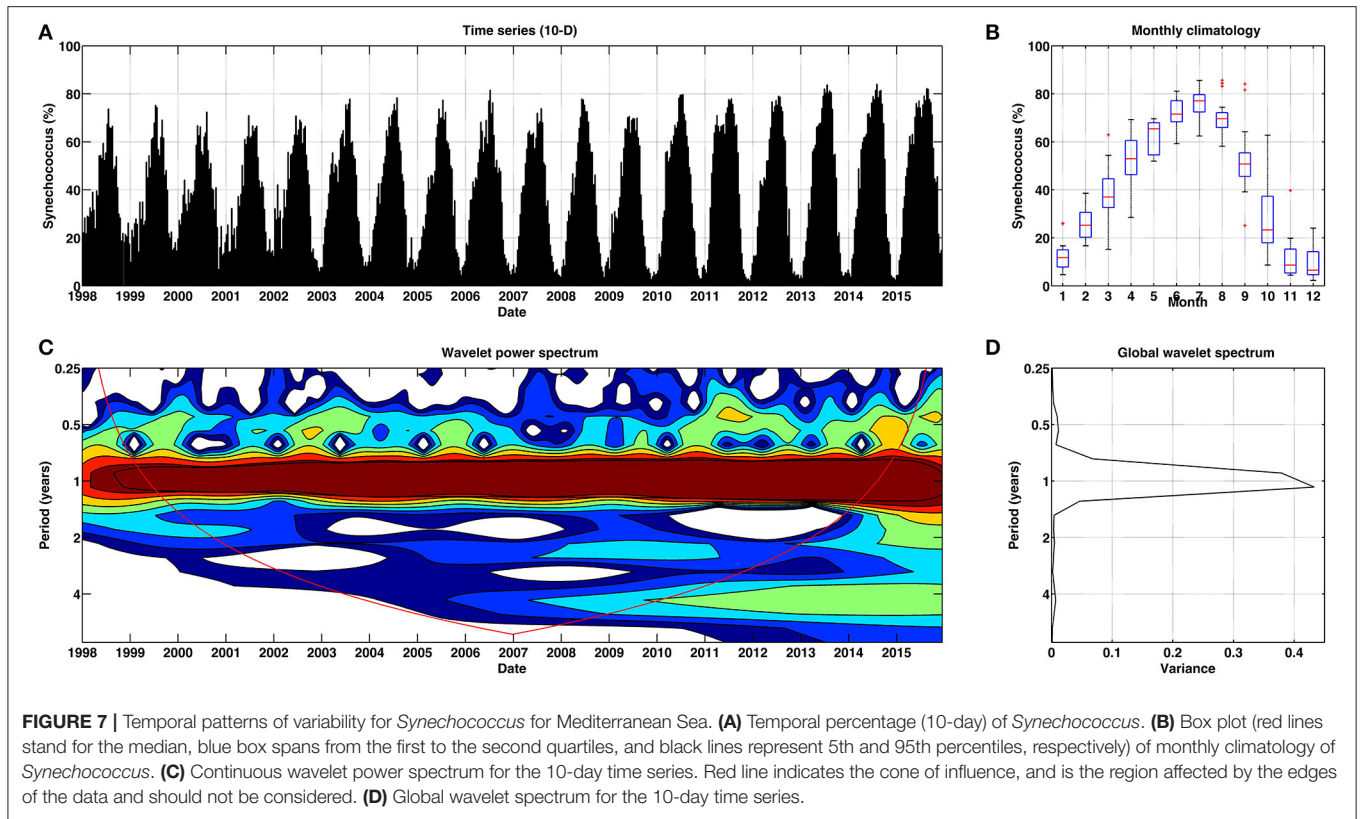 A
Time series (10-D)
100
80
60
40
20
0
Synechococcus (%)
1998 1999 2000 2001 2002 2003 2004 2005 2006 2007 2008 2009 2010 2011 2012 2013 2014 2015
Date
B
Monthly climatology
100
80
60
40
20
0
Synechococcus (%)
1 2 3 4 5 6 7 8 9 10 11 12
Month
C
Wavelet power spectrum
0.25
0.5
1
2
4
Period (years)
1998 1999 2000 2001 2002 2003 2004 2005 2006 2007 2008 2009 2010 2011 2012 2013 2014 2015
Date
D
Global wavelet spectrum
0.25
0.5
1
2
4
Period (years)
0 0.1 0.2 0.3 0.4
Variance
FIGURE 7 | Temporal patterns of variability for Synechococcus for Mediterranean Sea. (A) Temporal percentage (10-day) of Synechococcus. (B) Box plot (red lines
stand for the median, blue box spans from the first to the second quartiles, and black lines represent 5th and 95th percentiles, respectively) of monthly climatology of
Synechococcus. (C) Continuous wavelet power spectrum for the 10-day time series. Red line indicates the cone of influence, and is the region affected by the edges
of the data and should not be considered. (D) Global wavelet spectrum for the 10-day time series.